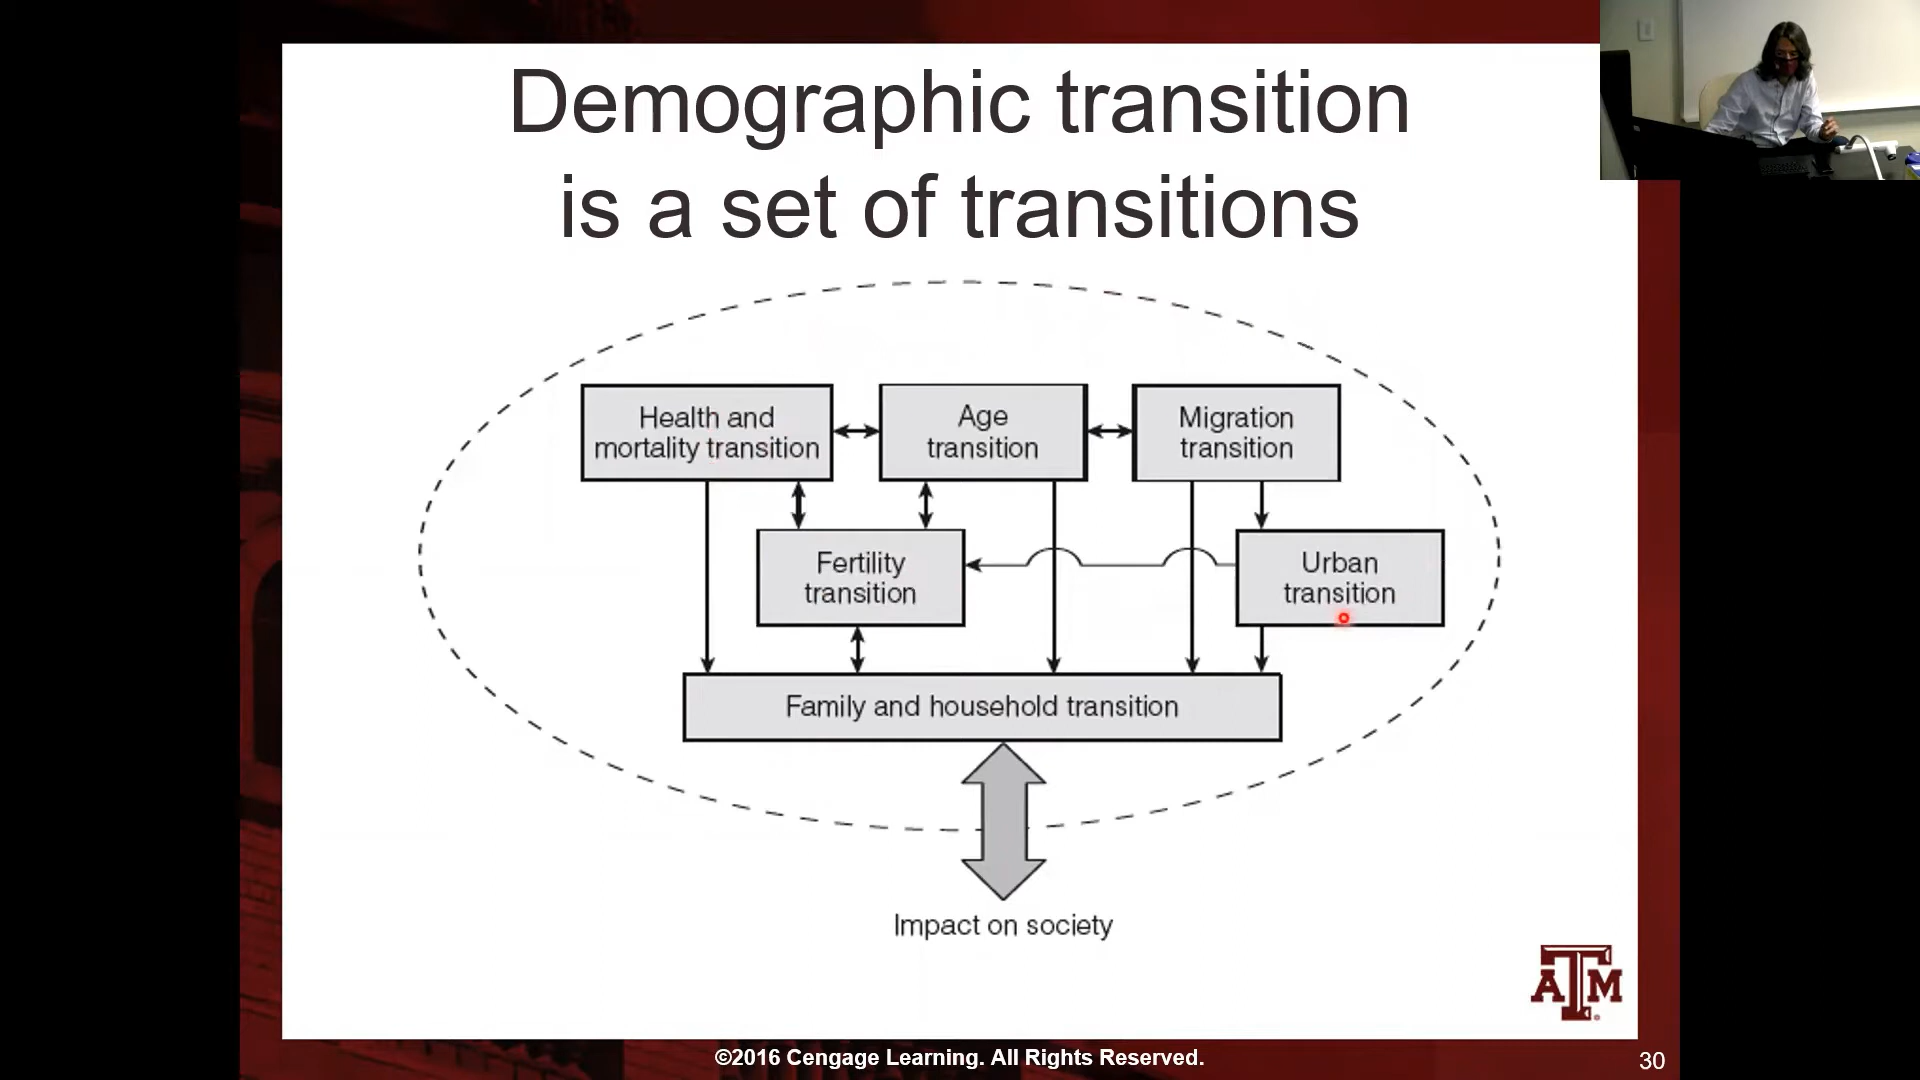 Demographic transition
is a set of transitions
Health and
mortality transition
Age
transition
Migration
transition
Fertility
transition
Urban
transition
Family and household transition
Impact on society
ATM
©2016 Cengage Learning. All Rights Reserved.
30